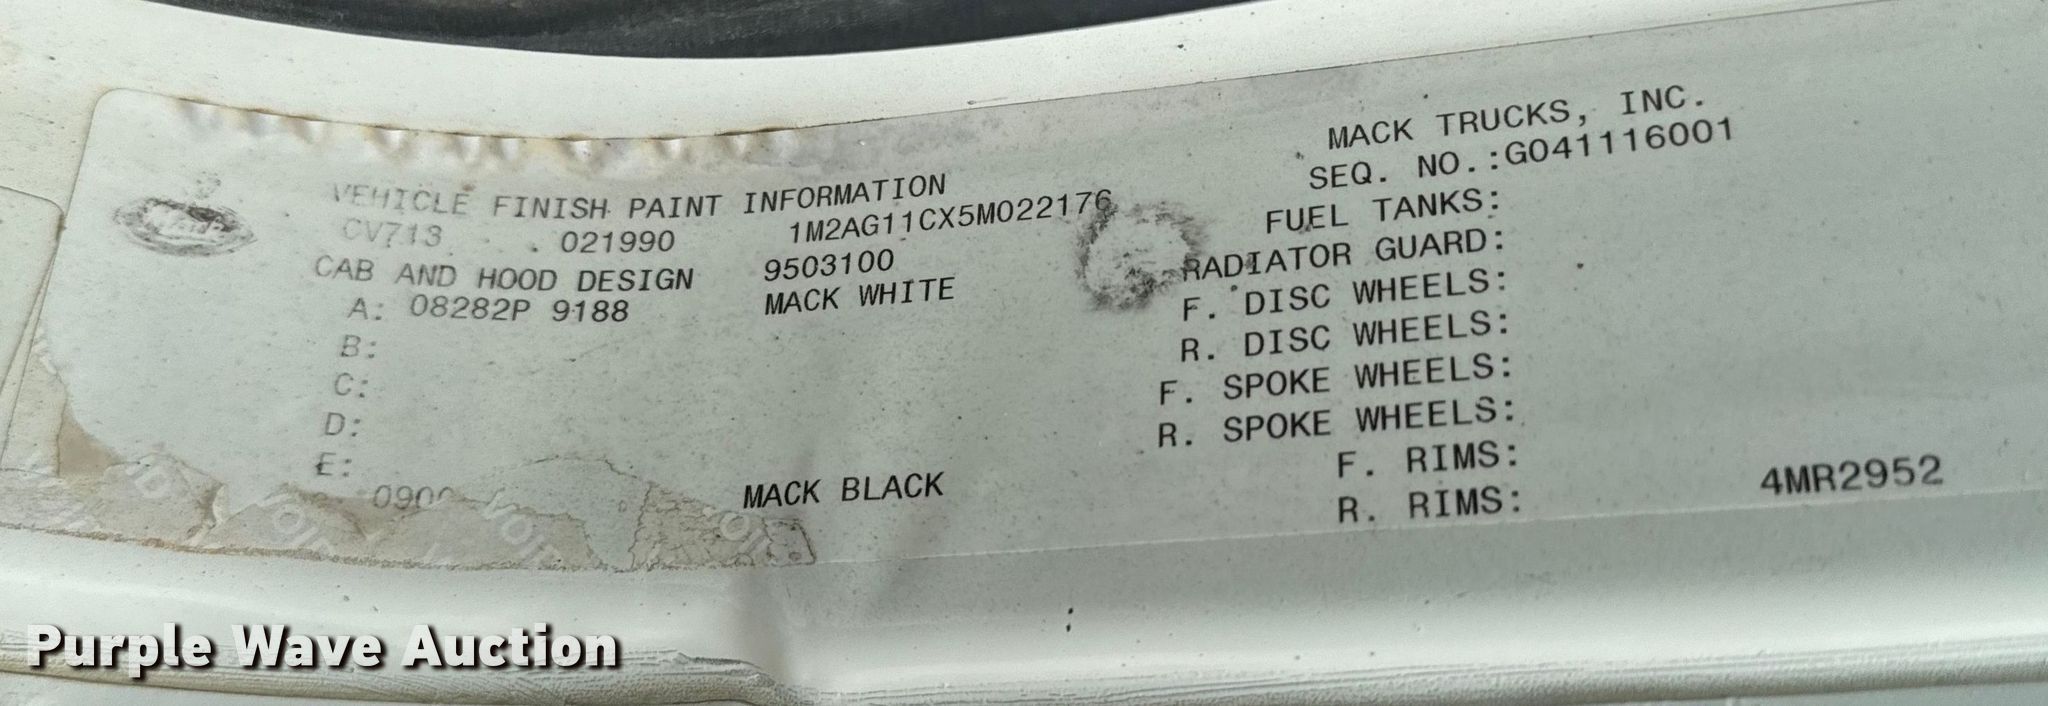 VEHICLE FINISH PAINT INFORMATION
CV713 021990 1M2AG11CX5M022176
CAB AND HOOD DESIGN 9503100
A: 08282P 9188 MACK WHITE
B:
C:
D:
E:
MACK BLACK
MACK TRUCKS, INC.
SEQ. NO.:G041116001
FUEL TANKS:
RADIATOR GUARD:
F. DISC WHEELS:
R. DISC WHEELS:
F. SPOKE WHEELS:
R. SPOKE WHEELS:
F. RIMS:
R. RIMS:
4MR2952
VOID
Purple Wave Auction